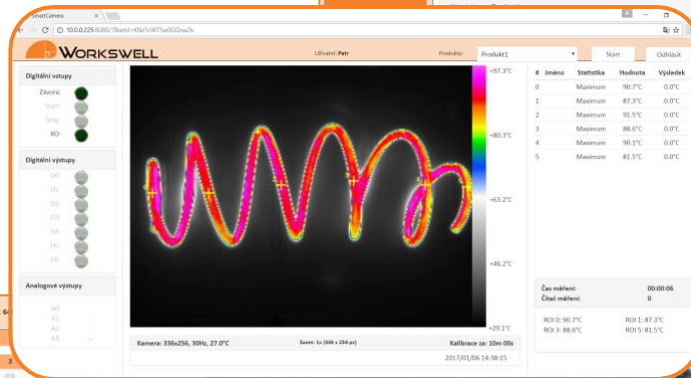 SmartCamera
WORKSWELL
Uživatel: Petr
Produkty:
Produkt1
Start
Odhlásit
Digitální vstupy
Závora:
Start:
Stop:
KO:
Digitální výstupy
D0:
D1:
D2:
D3:
D4:
D5:
D6:
Analogové výstupy
A0: -
A1: -
A2: -
A3: -
+97.3°C
+80.3°C
+63.2°C
+46.2°C
+29.1°C
Kamera: 336x256, 30Hz, 27.0°C
Zoom: 1x (336 x 256 px)
Kalibrace za: 10m 00s
2017/01/06 14:38:15
# Jméno Statistika Hodnota Výsledek
0 Maximum 90.7°C 0.0°C
1 Maximum 87.3°C 0.0°C
2 Maximum 91.5°C 0.0°C
3 Maximum 88.6°C 0.0°C
4 Maximum 90.1°C 0.0°C
5 Maximum 81.5°C 0.0°C
Čas měření: 00:00:06
Čítač měření: 0
ROI 0: 90.7°C ROI 1: 87.3°C
ROI 3: 88.6°C ROI 5: 81.5°C